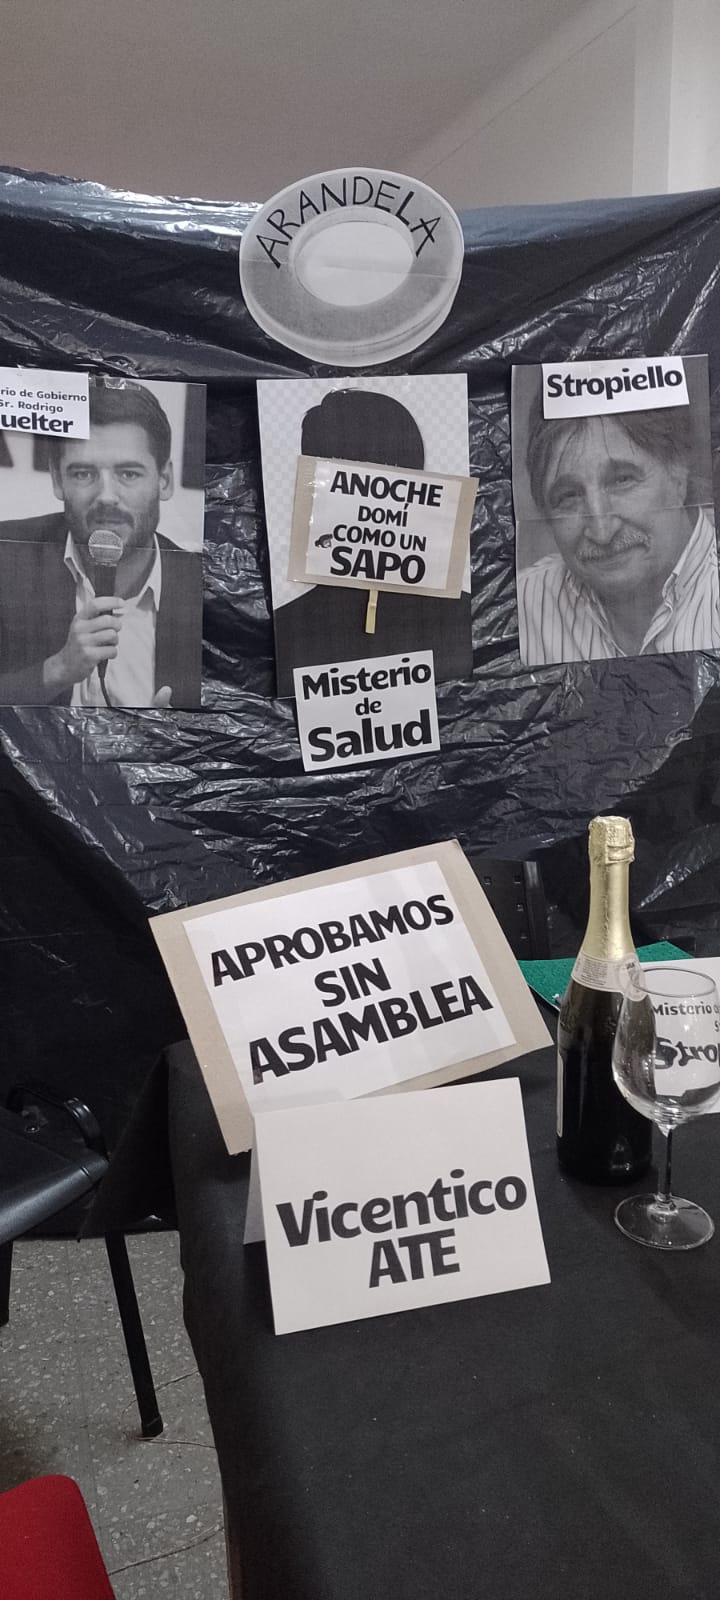 ARANDELA
rio de Gobierno
Sr. Rodrigo
uelter
Stropiello
ANOCHE
DOMÍ
COMO UN
SAPO
Misterio
de
Salud
APROBAMOS
SIN
ASAMBLEA
Misterio
Strop
Vicentico
ATE